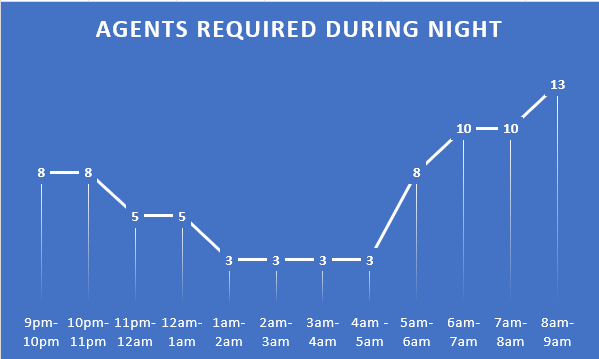 AGENTS REQUIRED DURING NIGHT
13
10 10
8 8 8
5 5
3 3 3 3
9pm- 10pm- 11pm- 12am- 1am- 2am- 3am- 4am - 5am- 6am- 7am- 8am-
10pm 11pm 12am 1am 2am 3am 4am 5am 6am 7am 8am 9am